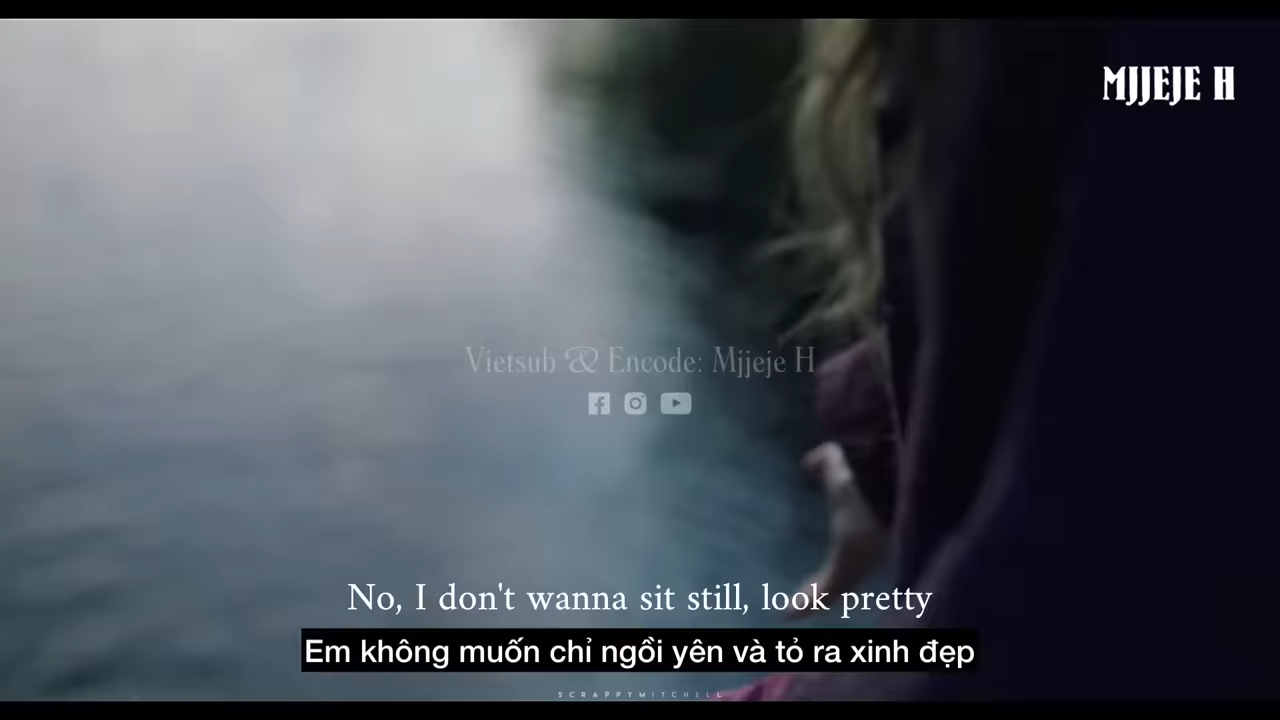 MJJEJE H
Vietsub & Encode: Mjjeje H
No, I don't wanna sit still, look pretty
Em không muốn chỉ ngồi yên và tỏ ra xinh đẹp
SCRAPPYMITCHELL